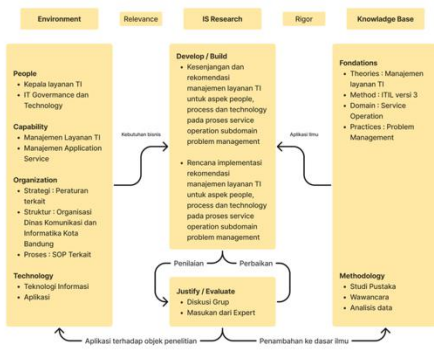 Environment
Relevance
IS Research
Rigor
Knowladge Base
People
• Kepala layanan TI
• IT Governance dan
Technology
Capability
• Manajemen Layanan TI
• Manajemen Application
Service
Organization
• Strategi : Peraturan
terkait
• Struktur : Organisasi
Dinas Komunikasi dan
Informatika Kota
Bandung
• Proses : SOP Terkait
Technology
• Teknologi Informasi
• Aplikasi
Kebutuhan bisnis
Develop / Build
• Kesenjangan dan
rekomendasi
manajemen layanan TI
untuk aspek people,
process dan technology
pada proses service
operation subdomain
problem management
• Rencana implementasi
rekomendasi
manajemen layanan TI
untuk aspek people,
process dan technology
pada proses service
operation subdomain
problem management
Penilaian
Perbaikan
Justify / Evaluate
• Diskusi Grup
• Masukan dari Expert
Aplikasi ilmu
Fondations
• Theories : Manajemen
layanan TI
• Method : ITIL versi 3
• Domain : Service
Operation
• Practices : Problem
Management
Methodology
• Studi Pustaka
• Wawancara
• Analisis data
Aplikasi terhadap objek penelitian
Penambahan ke dasar ilmu